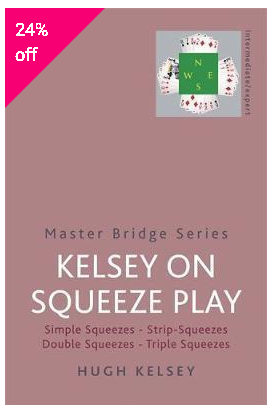 24%
off
N
W E
S
intermediate/expert
Master Bridge Series
KELSEY ON
SQUEEZE PLAY
Simple Squeezes - Strip-Squeezes
Double Squeezes - Triple Squeezes
HUGH KELSEY